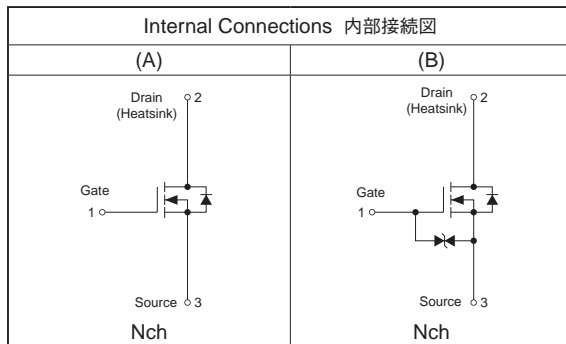 Internal Connections 内部接続図
(A)
(B)
Drain
(Heatsink)
2
Gate
1
Source
3
Nch
Drain
(Heatsink)
2
Gate
1
Source
3
Nch